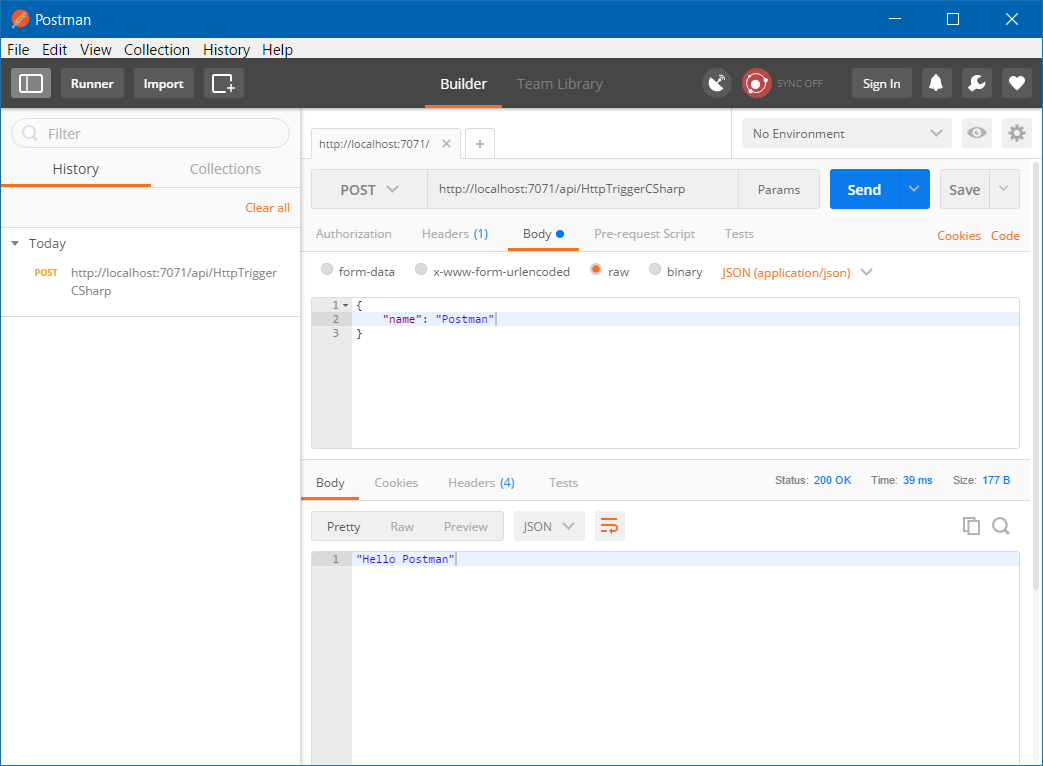 Postman
File Edit View Collection History Help
Runner Import Builder Team Library SYNC OFF Sign In
Filter
History Collections
Clear all
Today
POST http://localhost:7071/api/HttpTrigger
CSharp
http://localhost:7071/ No Environment
POST http://localhost:7071/api/HttpTriggerCSharp Params Send Save
Authorization Headers (1) Body Pre-request Script Tests Cookies Code
form-data x-www-form-urlencoded raw binary JSON (application/json)
1 {
2 "name": "Postman"
3 }
Body Cookies Headers (4) Tests Status: 200 OK Time: 39 ms Size: 177 B
Pretty Raw Preview JSON
1 "Hello Postman"